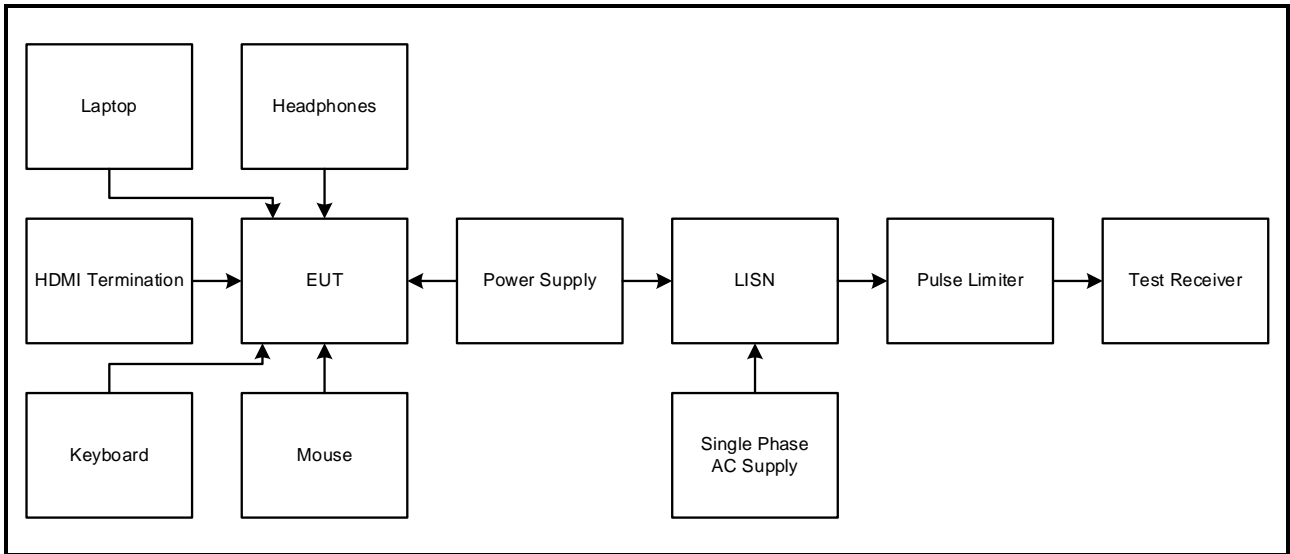 Laptop
Headphones
HDMI Termination
EUT
Power Supply
LISN
Pulse Limiter
Test Receiver
Keyboard
Mouse
Single Phase
AC Supply